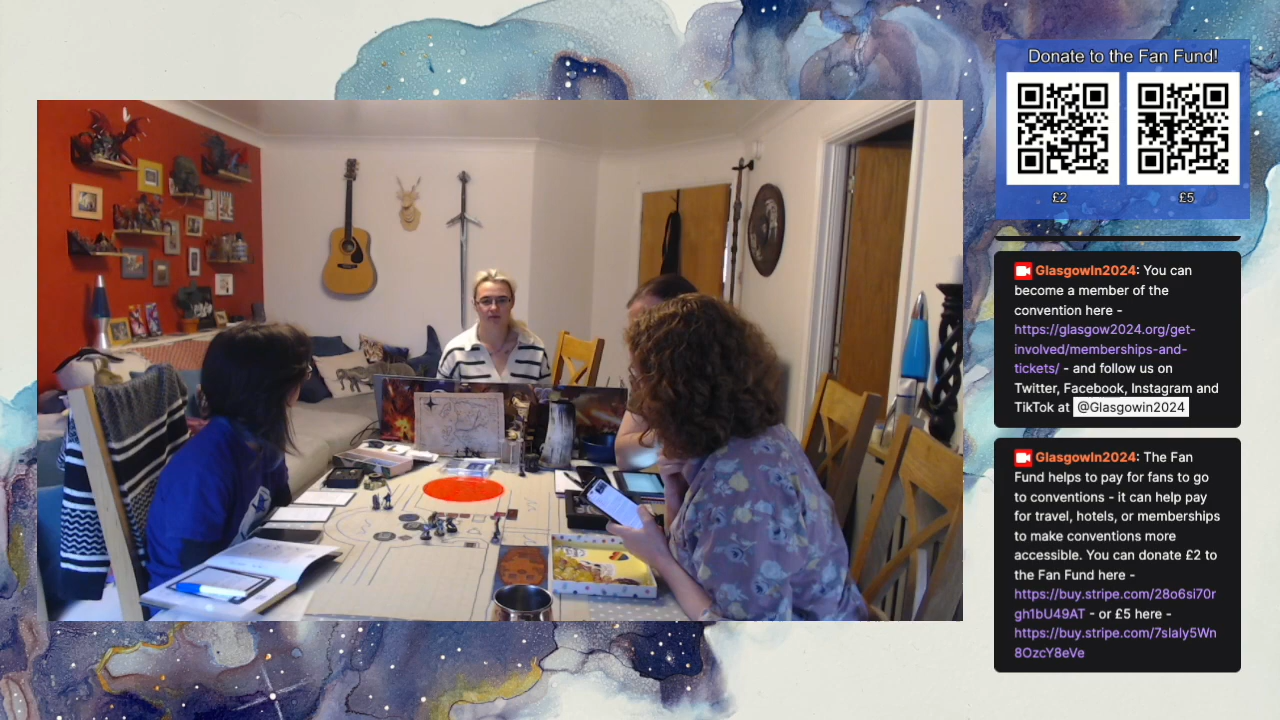 Donate to the Fan Fund!
£2
£5
GlasgowIn2024: You can
become a member of the
convention here -
https://glasgow2024.org/get-
involved/memberships-and-
tickets/ - and follow us on
Twitter, Facebook, Instagram and
TikTok at @Glasgowin2024
GlasgowIn2024: The Fan
Fund helps to pay for fans to go
to conventions - it can help pay
for travel, hotels, or memberships
to make conventions more
accessible. You can donate £2 to
the Fan Fund here -
https://buy.stripe.com/28o6si70r
gh1bU49AT - or £5 here -
https://buy.stripe.com/7sIaIy5Wn
8OzcY8eVe